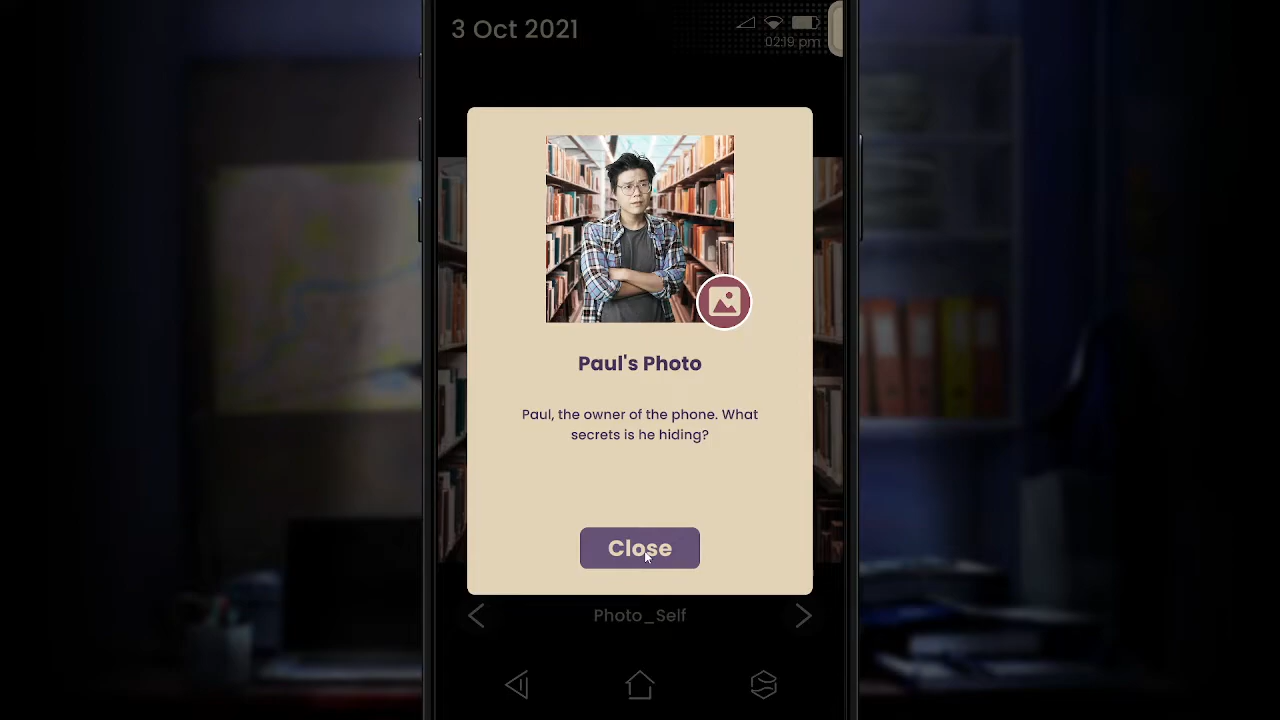 3 Oct 2021
02:19 pm
Paul's Photo
Paul, the owner of the phone. What
secrets is he hiding?
Close
Photo_Self